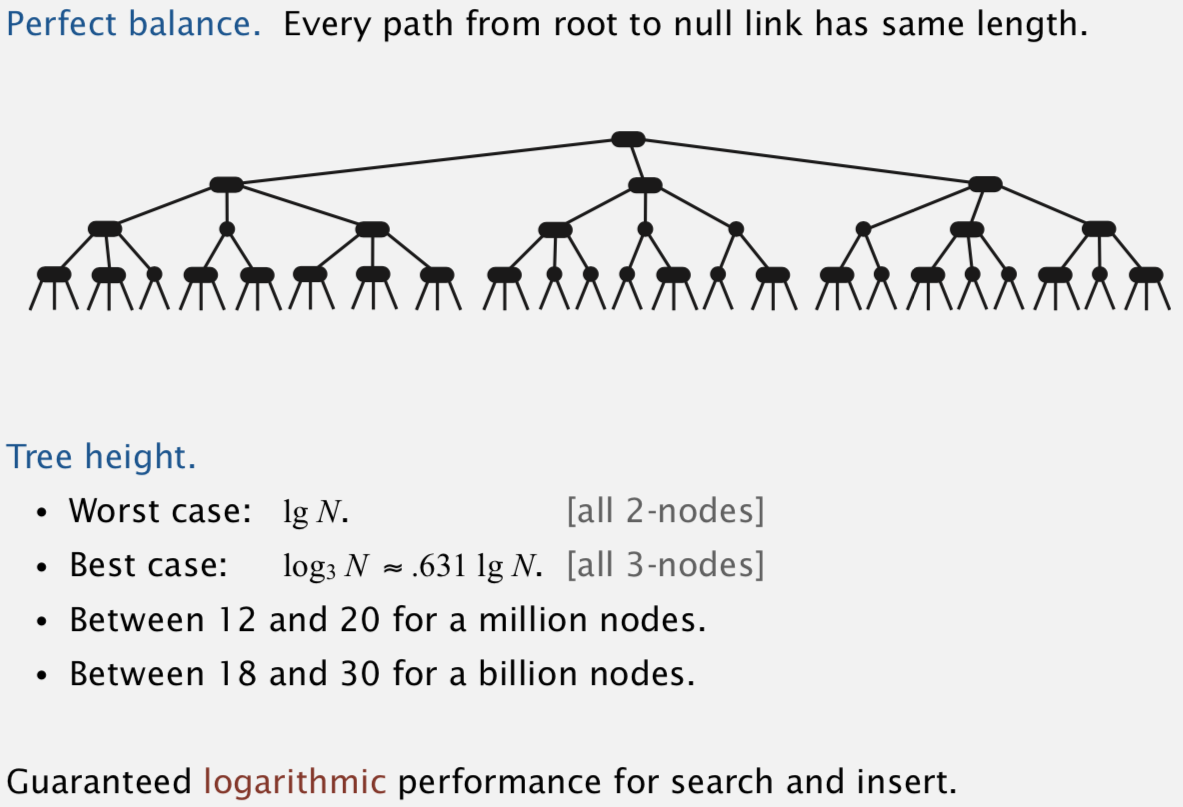 Perfect balance. Every path from root to null link has same length.
Tree height.
• Worst case: lg N. [all 2-nodes]
• Best case: log₃ N ≈ .631 lg N. [all 3-nodes]
• Between 12 and 20 for a million nodes.
• Between 18 and 30 for a billion nodes.
Guaranteed logarithmic performance for search and insert.